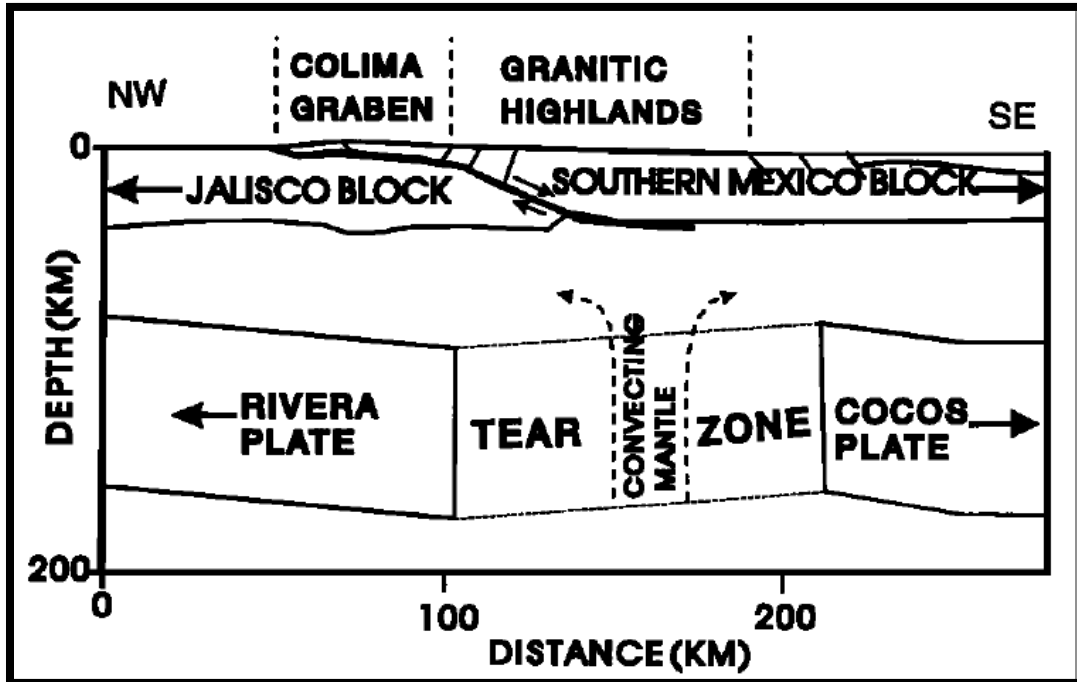 NW
COLIMA
GRABEN
GRANITIC
HIGHLANDS
SE
0
JALISCO BLOCK
SOUTHERN MEXICO BLOCK
DEPTH (KM)
RIVERA
PLATE
TEAR
CONVECTING
MANTLE
ZONE
COCOS
PLATE
200
0
100
200
DISTANCE (KM)